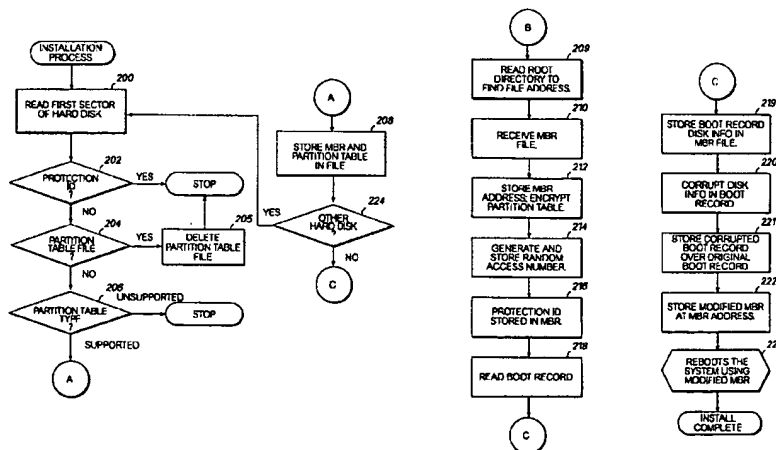 INSTALLATION
PROCESS
200
READ FIRST SECTOR
OF HARD DISK
202
PROTECTION
ID
?
YES
STOP
NO
204
PARTITION
TABLE FILE
?
YES
205
DELETE
PARTITION TABLE
FILE
NO
206
PARTITION TABLE
TYPE
?
UNSUPPORTED
STOP
SUPPORTED
A
A
208
STORE MBR AND
PARTITION TABLE
IN FILE
224
OTHER
HARD DISK
?
YES
NO
C
B
209
READ ROOT
DIRECTORY TO
FIND FILE ADDRESS.
210
RECEIVE MBR
FILE.
212
STORE MBR
ADDRESS; ENCRYPT
PARTITION TABLE.
214
GENERATE AND
STORE RANDOM
ACCESS NUMBER.
216
PROTECTION ID
STORED IN MBR.
218
READ BOOT RECORD
C
C
219
STORE BOOT RECORD
DISK INFO IN
MBR FILE.
220
CORRUPT DISK
INFO IN BOOT
RECORD
221
STORE CORRUPTED
BOOT RECORD
OVER ORIGINAL
BOOT RECORD
222
STORE MODIFIED MBR
AT MBR ADDRESS.
REBOOTS THE
SYSTEM USING
MODIFIED MBR
INSTALL
COMPLETE